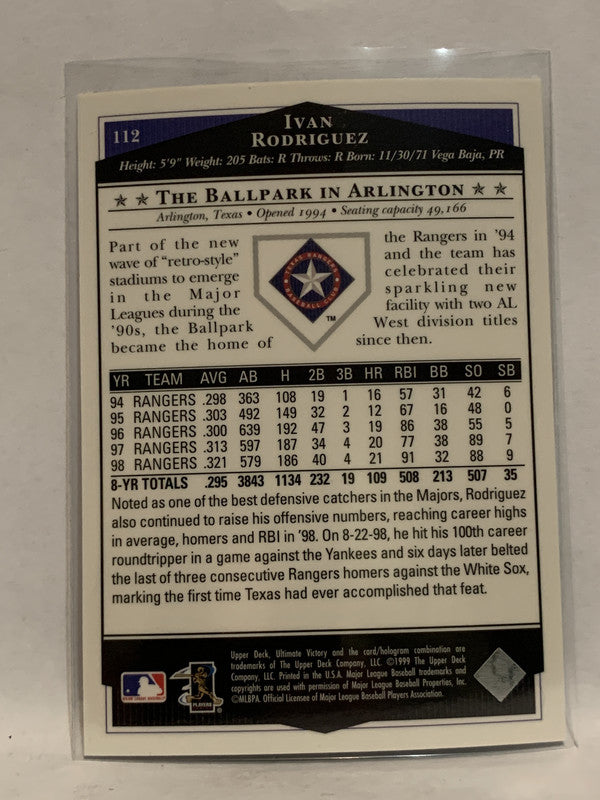 112
IVAN
RODRIGUEZ
Height: 5'9" Weight: 205 Bats: R Throws: R Born: 11/30/71 Vega Baja, PR
★ ★ THE BALLPARK IN ARLINGTON ★ ★
Arlington, Texas • Opened 1994 • Seating capacity 49,166
Part of the new
wave of “retro-style”
stadiums to emerge
in the Major
Leagues during the
'90s, the Ballpark
became the home of
TEXAS RANGERS
BASEBALL CLUB
TM
the Rangers in '94
and the team has
celebrated their
sparkling new
facility with two AL
West division titles
since then.
YR TEAM AVG AB H 2B 3B HR RBI BB SO SB
94 RANGERS .298 363 108 19 1 16 57 31 42 6
95 RANGERS .303 492 149 32 2 12 67 16 48 0
96 RANGERS .300 639 192 47 3 19 86 38 55 5
97 RANGERS .313 597 187 34 4 20 77 38 89 7
98 RANGERS .321 579 186 40 4 21 91 32 88 9
8-YR TOTALS .295 3843 1134 232 19 109 508 213 507 35
Noted as one of the best defensive catchers in the Majors, Rodriguez
also continued to raise his offensive numbers, reaching career highs
in average, homers and RBI in '98. On 8-22-98, he hit his 100th career
roundtripper in a game against the Yankees and six days later belted
the last of three consecutive Rangers homers against the White Sox,
marking the first time Texas had ever accomplished that feat.
Upper Deck, Ultimate Victory and the card/hologram combination are
trademarks of The Upper Deck Company, LLC. ©1999 The Upper Deck
Company, LLC. Printed in the U.S.A. Major League Baseball trademarks and
copyrights are used with permission of Major League Baseball Properties, Inc.
©MLBPA. Official Licensee of Major League Baseball Players Association.
PLAYERS